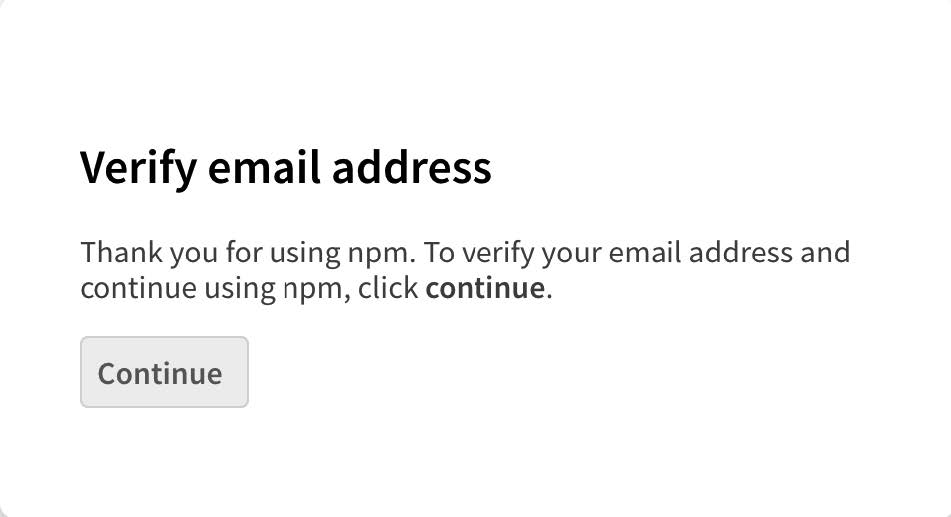 Verify email address
Thank you for using npm. To verify your email address and
continue using npm, click continue.
Continue